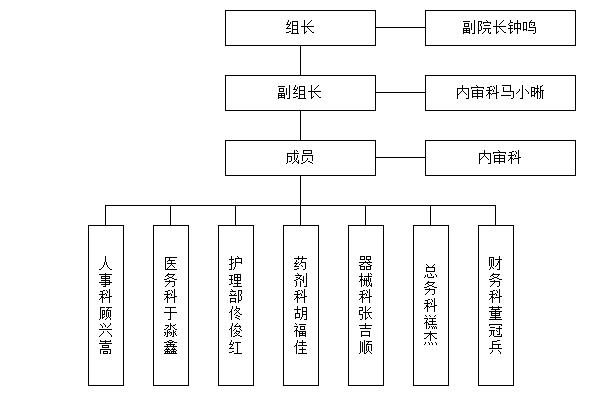 组长
副院长钟鸣
副组长
内审科马小晰
成员
内审科
人事科顾兴嵩
医务科于淼鑫
护理部佟俊红
药剂科胡福佳
器械科张吉顺
总务科禚杰
财务科董冠兵